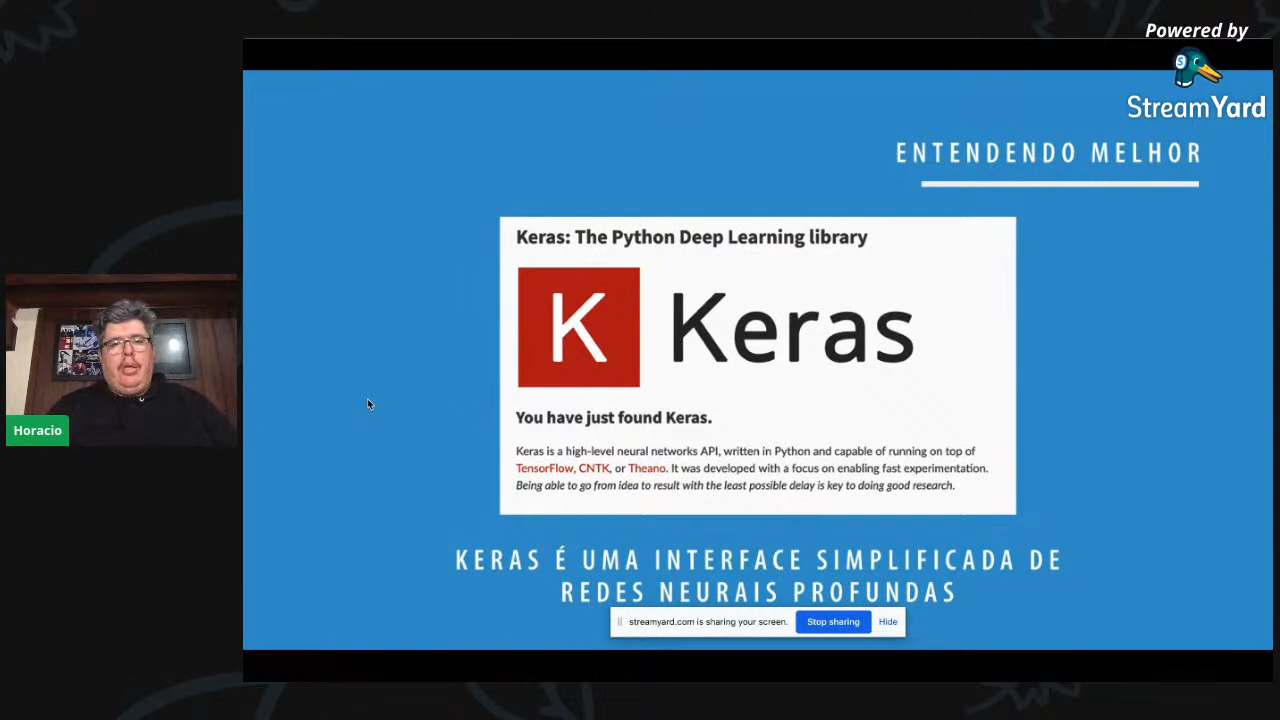 Powered by
StreamYard
ENTENDENDO MELHOR
Keras: The Python Deep Learning library
K Keras
You have just found Keras.
Keras is a high-level neural networks API, written in Python and capable of running on top of
TensorFlow, CNTK, or Theano. It was developed with a focus on enabling fast experimentation.
Being able to go from idea to result with the least possible delay is key to doing good research.
Horacio
KERAS É UMA INTERFACE SIMPLIFICADA DE
REDES NEURAIS PROFUNDAS
streamyard.com is sharing your screen. Stop sharing Hide